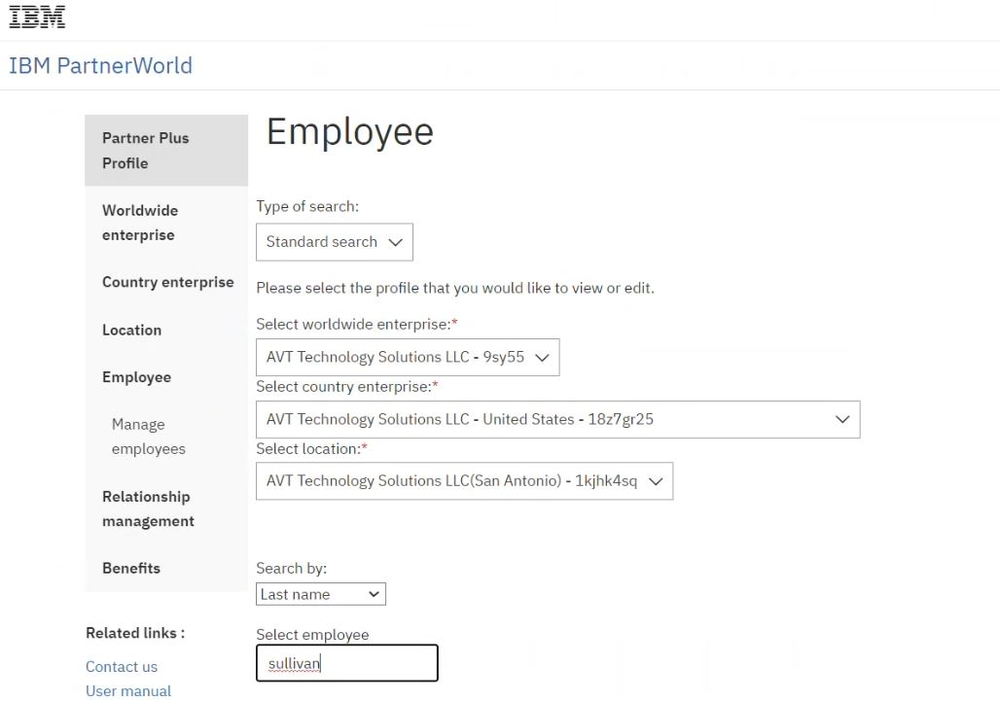 IBM
IBM PartnerWorld
Partner Plus
Profile
Worldwide
enterprise
Country enterprise
Location
Employee
Manage
employees
Relationship
management
Benefits
Related links :
Contact us
User manual
Employee
Type of search:
Standard search
Please select the profile that you would like to view or edit.
Select worldwide enterprise:*
AVT Technology Solutions LLC - 9sy55
Select country enterprise:*
AVT Technology Solutions LLC - United States - 18z7gr25
Select location:*
AVT Technology Solutions LLC(San Antonio) - 1kjhk4sq
Search by:
Last name
Select employee
sullivan